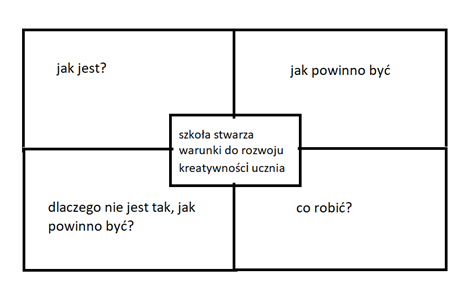 jak jest?
jak powinno być
szkoła stwarza
warunki do rozwoju
kreatywności ucznia
dlaczego nie jest tak, jak
powinno być?
co robić?